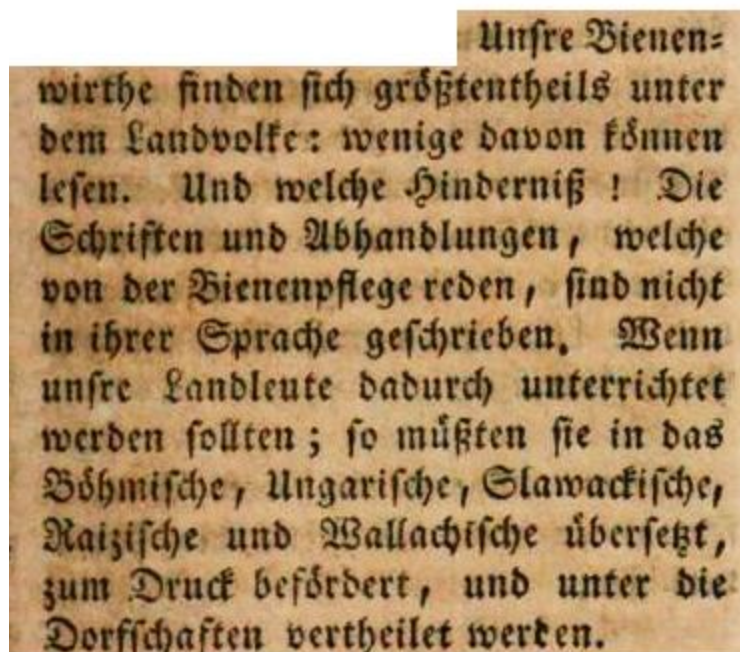 Unsre Bienen=
wirthe finden sich größtentheils unter
dem Landvolke: wenige davon können
lesen. Und welche Hinderniß! Die
Schriften und Abhandlungen, welche
von der Bienenpflege reden, sind nicht
in ihrer Sprache geschrieben. Wenn
unsre Landleute dadurch unterrichtet
werden sollten; so müßten sie in das
Böhmische, Ungarische, Slawackische,
Raizische und Wallachische übersetzt,
zum Druck befördert, und unter die
Dorfschaften vertheilet werden.